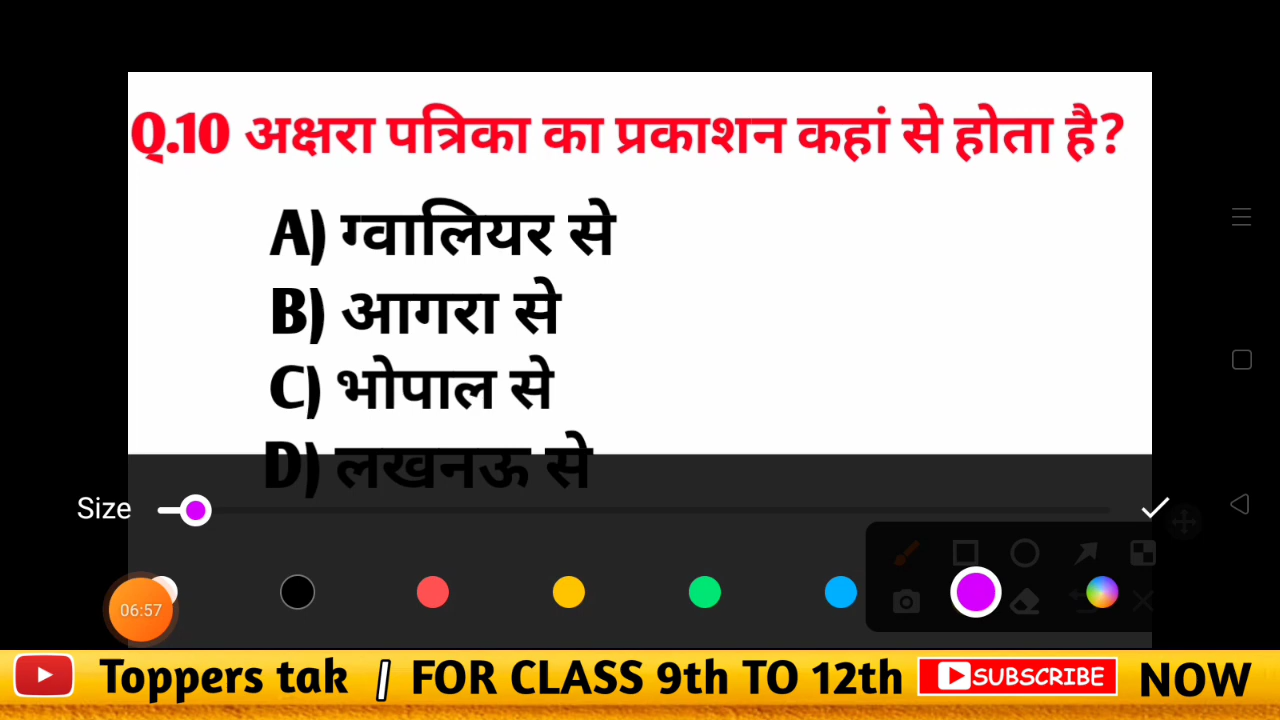 Q.10 अक्षरा पत्रिका का प्रकाशन कहां से होता है?
A) ग्वालियर से
B) आगरा से
C) भोपाल से
D) लखनऊ से
Size
06:57
Toppers tak / FOR CLASS 9th TO 12th SUBSCRIBE NOW